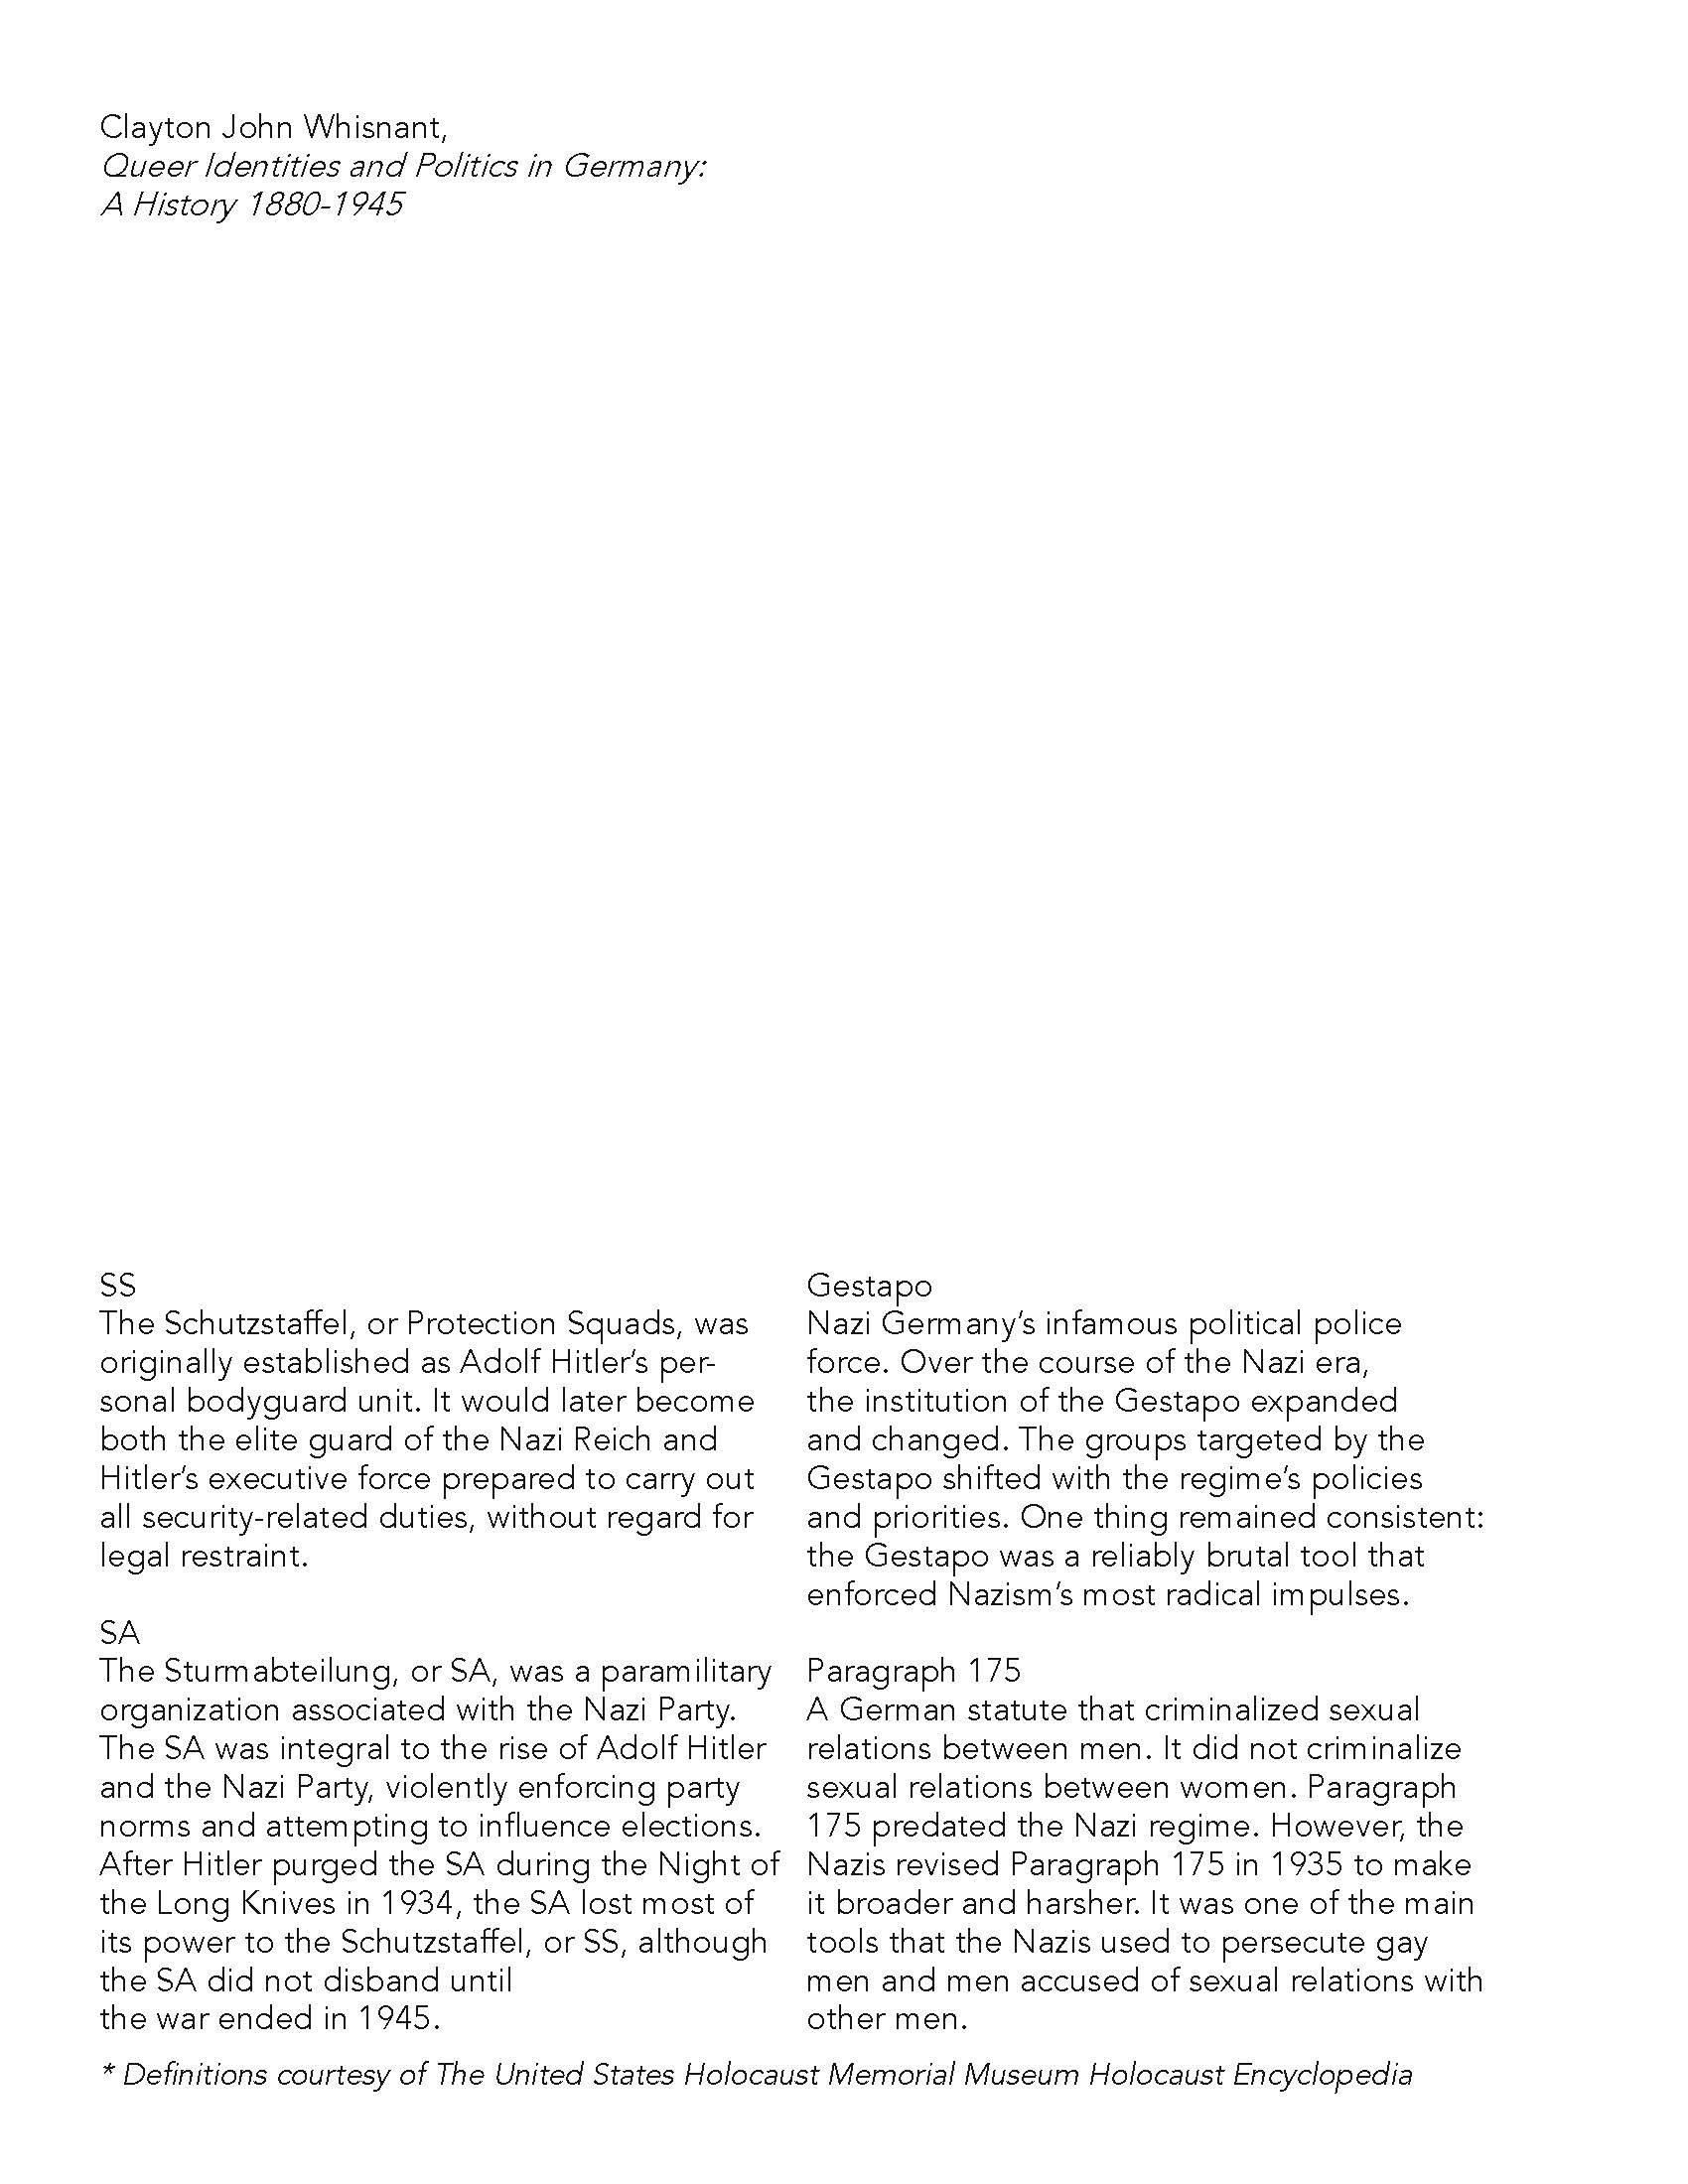 Clayton John Whisnant,
Queer Identities and Politics in Germany:
A History 1880-1945
SS
The Schutzstaffel, or Protection Squads, was
originally established as Adolf Hitler’s per-
sonal bodyguard unit. It would later become
both the elite guard of the Nazi Reich and
Hitler’s executive force prepared to carry out
all security-related duties, without regard for
legal restraint.
SA
The Sturmabteilung, or SA, was a paramilitary
organization associated with the Nazi Party.
The SA was integral to the rise of Adolf Hitler
and the Nazi Party, violently enforcing party
norms and attempting to influence elections.
After Hitler purged the SA during the Night of
the Long Knives in 1934, the SA lost most of
its power to the Schutzstaffel, or SS, although
the SA did not disband until
the war ended in 1945.
Gestapo
Nazi Germany’s infamous political police
force. Over the course of the Nazi era,
the institution of the Gestapo expanded
and changed. The groups targeted by the
Gestapo shifted with the regime’s policies
and priorities. One thing remained consistent:
the Gestapo was a reliably brutal tool that
enforced Nazism’s most radical impulses.
Paragraph 175
A German statute that criminalized sexual
relations between men. It did not criminalize
sexual relations between women. Paragraph
175 predated the Nazi regime. However, the
Nazis revised Paragraph 175 in 1935 to make
it broader and harsher. It was one of the main
tools that the Nazis used to persecute gay
men and men accused of sexual relations with
other men.
* Definitions courtesy of The United States Holocaust Memorial Museum Holocaust Encyclopedia